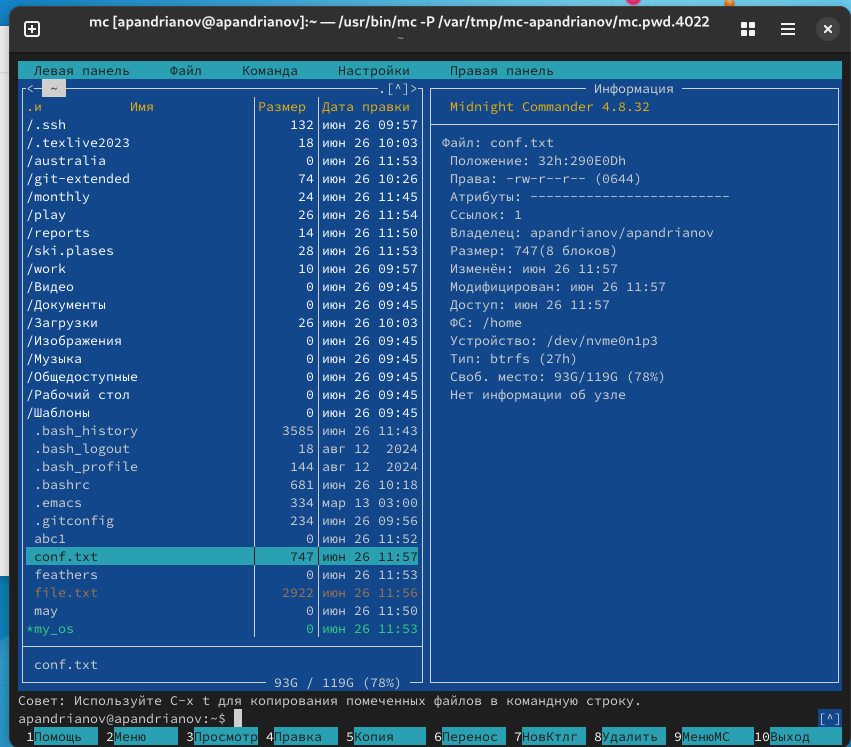 mc [apandrianov@apandrianov]:~ — /usr/bin/mc -P /var/tmp/mc-apandrianov/mc.pwd.4022
~
Левая панель Файл Команда Настройки Правая панель
<─ ~ .[^]>
.и Имя Размер Дата правки
/.ssh 132 июн 26 09:57
/.texlive2023 18 июн 26 10:03
/australia 0 июн 26 11:53
/git-extended 74 июн 26 10:26
/monthly 24 июн 26 11:45
/play 26 июн 26 11:54
/reports 14 июн 26 11:50
/ski.plases 28 июн 26 11:53
/work 10 июн 26 09:57
/Видео 0 июн 26 09:45
/Документы 0 июн 26 09:45
/Загрузки 26 июн 26 10:03
/Изображения 0 июн 26 09:45
/Музыка 0 июн 26 09:45
/Общедоступные 0 июн 26 09:45
/Рабочий стол 0 июн 26 09:45
/Шаблоны 0 июн 26 09:45
.bash_history 3585 июн 26 11:43
.bash_logout 18 авг 12 2024
.bash_profile 144 авг 12 2024
.bashrc 681 июн 26 10:18
.emacs 334 мар 13 03:00
.gitconfig 234 июн 26 09:56
abc1 0 июн 26 11:52
conf.txt 747 июн 26 11:57
feathers 0 июн 26 11:53
file.txt 2922 июн 26 11:56
may 0 июн 26 11:50
*my_os 0 июн 26 11:53
conf.txt
93G / 119G (78%)
Информация
Midnight Commander 4.8.32
Файл: conf.txt
Положение: 32h:290E0Dh
Права: -rw-r--r-- (0644)
Атрибуты: -------------------------
Ссылок: 1
Владелец: apandrianov/apandrianov
Размер: 747(8 блоков)
Изменён: июн 26 11:57
Модифицирован: июн 26 11:57
Доступ: июн 26 11:57
ФС: /home
Устройство: /dev/nvme0n1p3
Тип: btrfs (27h)
Своб. место: 93G/119G (78%)
Нет информации об узле
Совет: Используйте C-x t для копирования помеченных файлов в командную строку.
apandrianov@apandrianov:~$ [^]
1Помощь 2Меню 3Просмотр 4Правка 5Копия 6Перенос 7НовКтлг 8Удалить 9МенюMC 10Выход